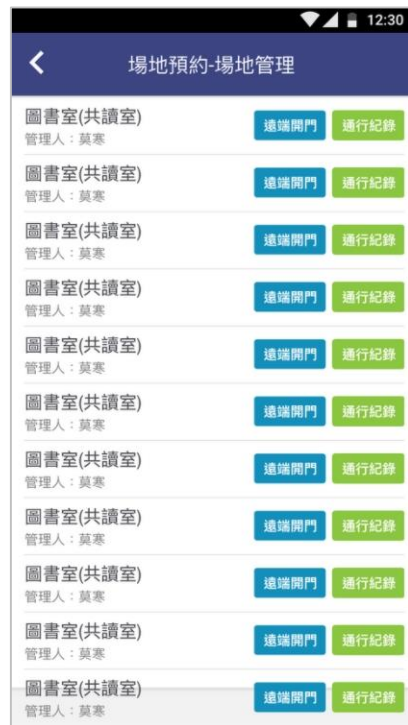 12:30
場地預約-場地管理
圖書室(共讀室)
管理人：莫寒
遠端開門 通行紀錄
圖書室(共讀室)
管理人：莫寒
遠端開門 通行紀錄
圖書室(共讀室)
管理人：莫寒
遠端開門 通行紀錄
圖書室(共讀室)
管理人：莫寒
遠端開門 通行紀錄
圖書室(共讀室)
管理人：莫寒
遠端開門 通行紀錄
圖書室(共讀室)
管理人：莫寒
遠端開門 通行紀錄
圖書室(共讀室)
管理人：莫寒
遠端開門 通行紀錄
圖書室(共讀室)
管理人：莫寒
遠端開門 通行紀錄
圖書室(共讀室)
管理人：莫寒
遠端開門 通行紀錄
圖書室(共讀室)
管理人：莫寒
遠端開門 通行紀錄
圖書室(共讀室)
管理人：莫寒
遠端開門 通行紀錄